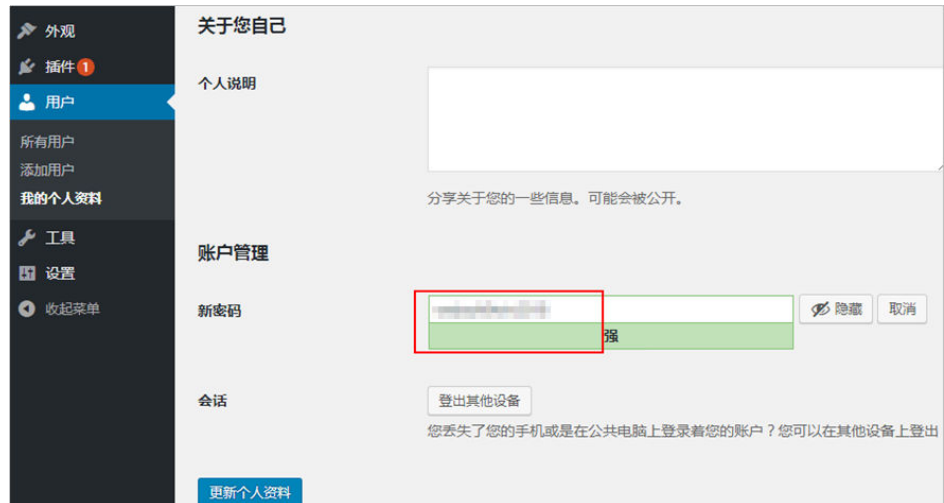 外观
插件 1
用户
所有用户
添加用户
我的个人资料
工具
设置
收起菜单
关于您自己
个人说明
分享关于您的一些信息。可能会被公开。
账户管理
新密码
隐藏
取消
强
会话
登出其他设备
您丢失了您的手机或是在公共电脑上登录着您的账户？您可以在其他设备上登出
更新个人资料